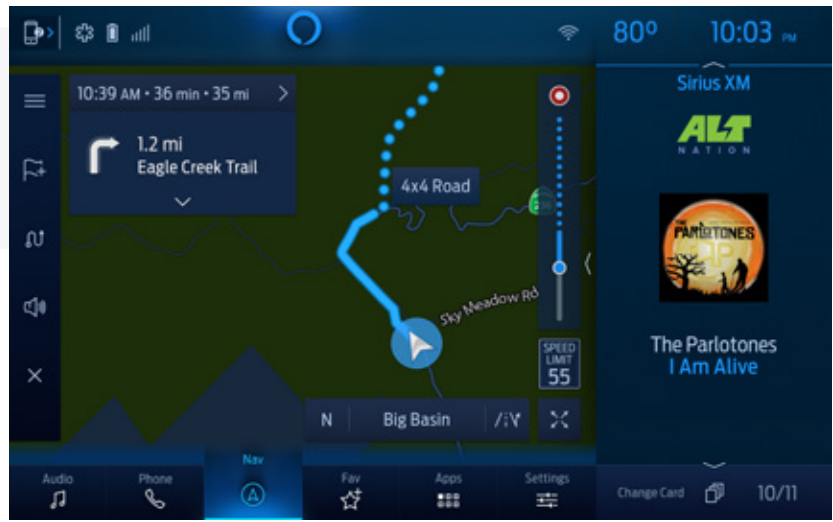 80° 10:03 PM
10:39 AM • 36 min • 35 mi
1.2 mi
Eagle Creek Trail
4x4 Road
Sky Meadow Rd
SPEED
LIMIT
55
N Big Basin
Sirius XM
ALT
NATION
THE
PARLOTONES
The Parlotones
I Am Alive
Audio
Phone
Nav
A
Fav
Apps
Settings
Change Card 10/11